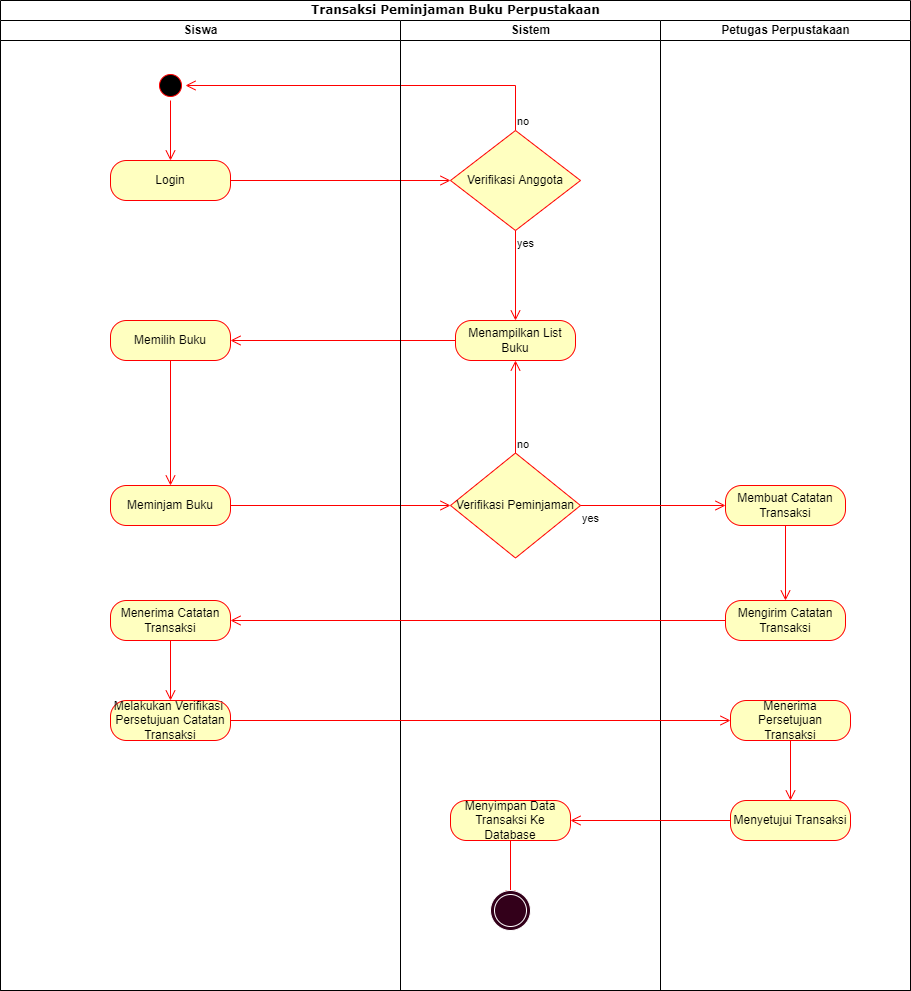 Transaksi Peminjaman Buku Perpustakaan
Siswa
Sistem
Petugas Perpustakaan
no
Login
Verifikasi Anggota
yes
Memilih Buku
Menampilkan List
Buku
no
Meminjam Buku
Verifikasi Peminjaman
yes
Membuat Catatan
Transaksi
Menerima Catatan
Transaksi
Mengirim Catatan
Transaksi
Melakukan Verifikasi
Persetujuan Catatan
Transaksi
Menerima
Persetujuan
Transaksi
Menyimpan Data
Transaksi Ke
Database
Menyetujui Transaksi